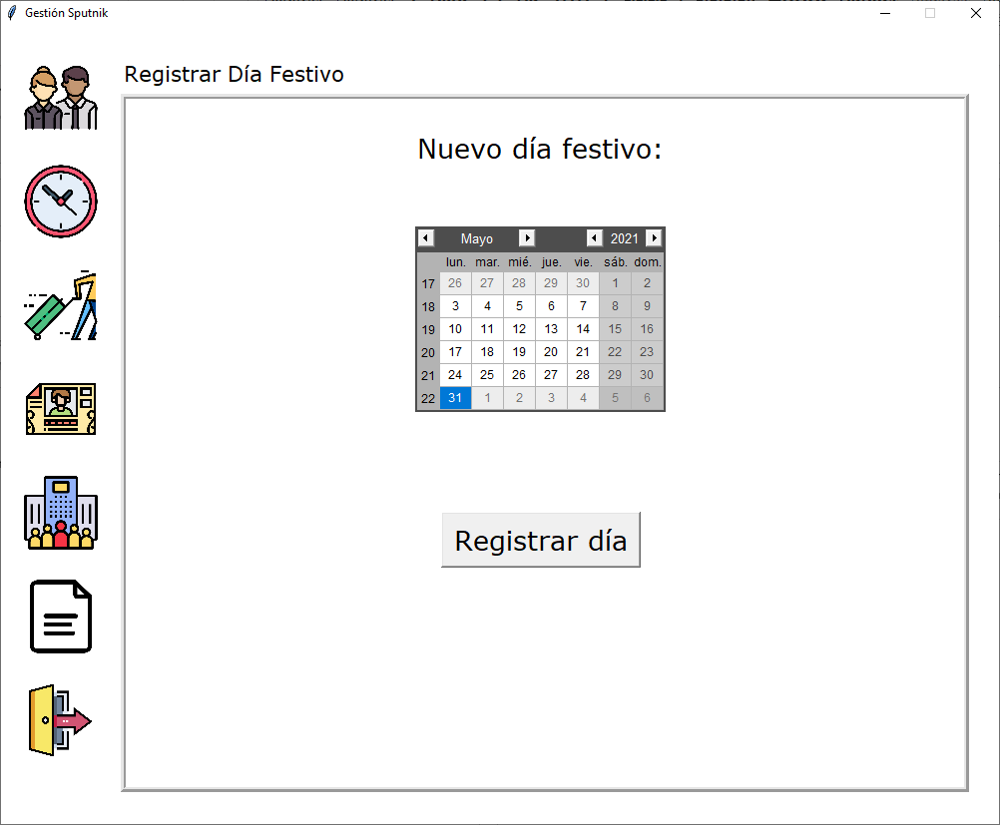 Gestión Sputnik
Registrar Día Festivo
Nuevo día festivo:
Mayo 2021
lun. mar. mié. jue. vie. sáb. dom.
17 26 27 28 29 30 1 2
18 3 4 5 6 7 8 9
19 10 11 12 13 14 15 16
20 17 18 19 20 21 22 23
21 24 25 26 27 28 29 30
22 31 1 2 3 4 5 6
Registrar día